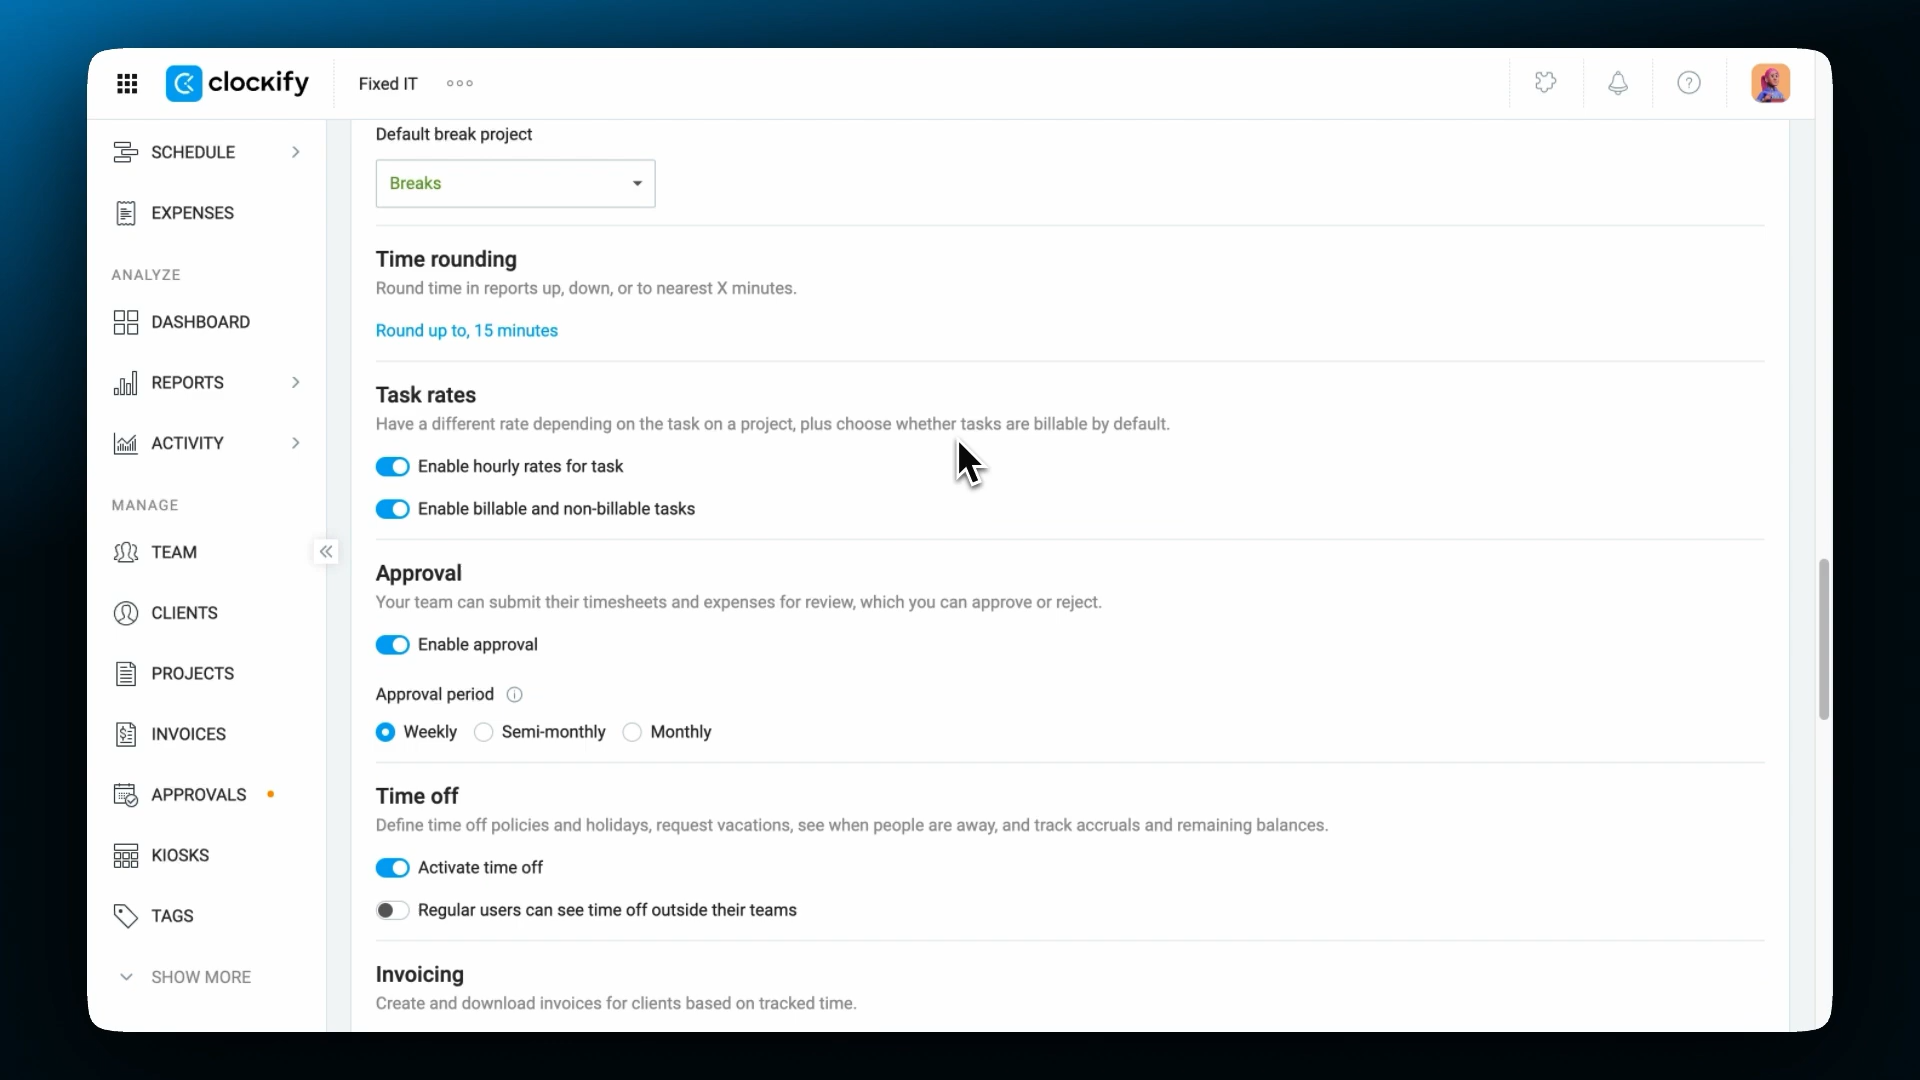 clockify
Fixed IT
SCHEDULE
EXPENSES
ANALYZE
DASHBOARD
REPORTS
ACTIVITY
MANAGE
TEAM
CLIENTS
PROJECTS
INVOICES
APPROVALS
KIOSKS
TAGS
SHOW MORE
Default break project
Breaks
Time rounding
Round time in reports up, down, or to nearest X minutes.
Round up to, 15 minutes
Task rates
Have a different rate depending on the task on a project, plus choose whether tasks are billable by default.
Enable hourly rates for task
Enable billable and non-billable tasks
Approval
Your team can submit their timesheets and expenses for review, which you can approve or reject.
Enable approval
Approval period
Weekly Semi-monthly Monthly
Time off
Define time off policies and holidays, request vacations, see when people are away, and track accruals and remaining balances.
Activate time off
Regular users can see time off outside their teams
Invoicing
Create and download invoices for clients based on tracked time.